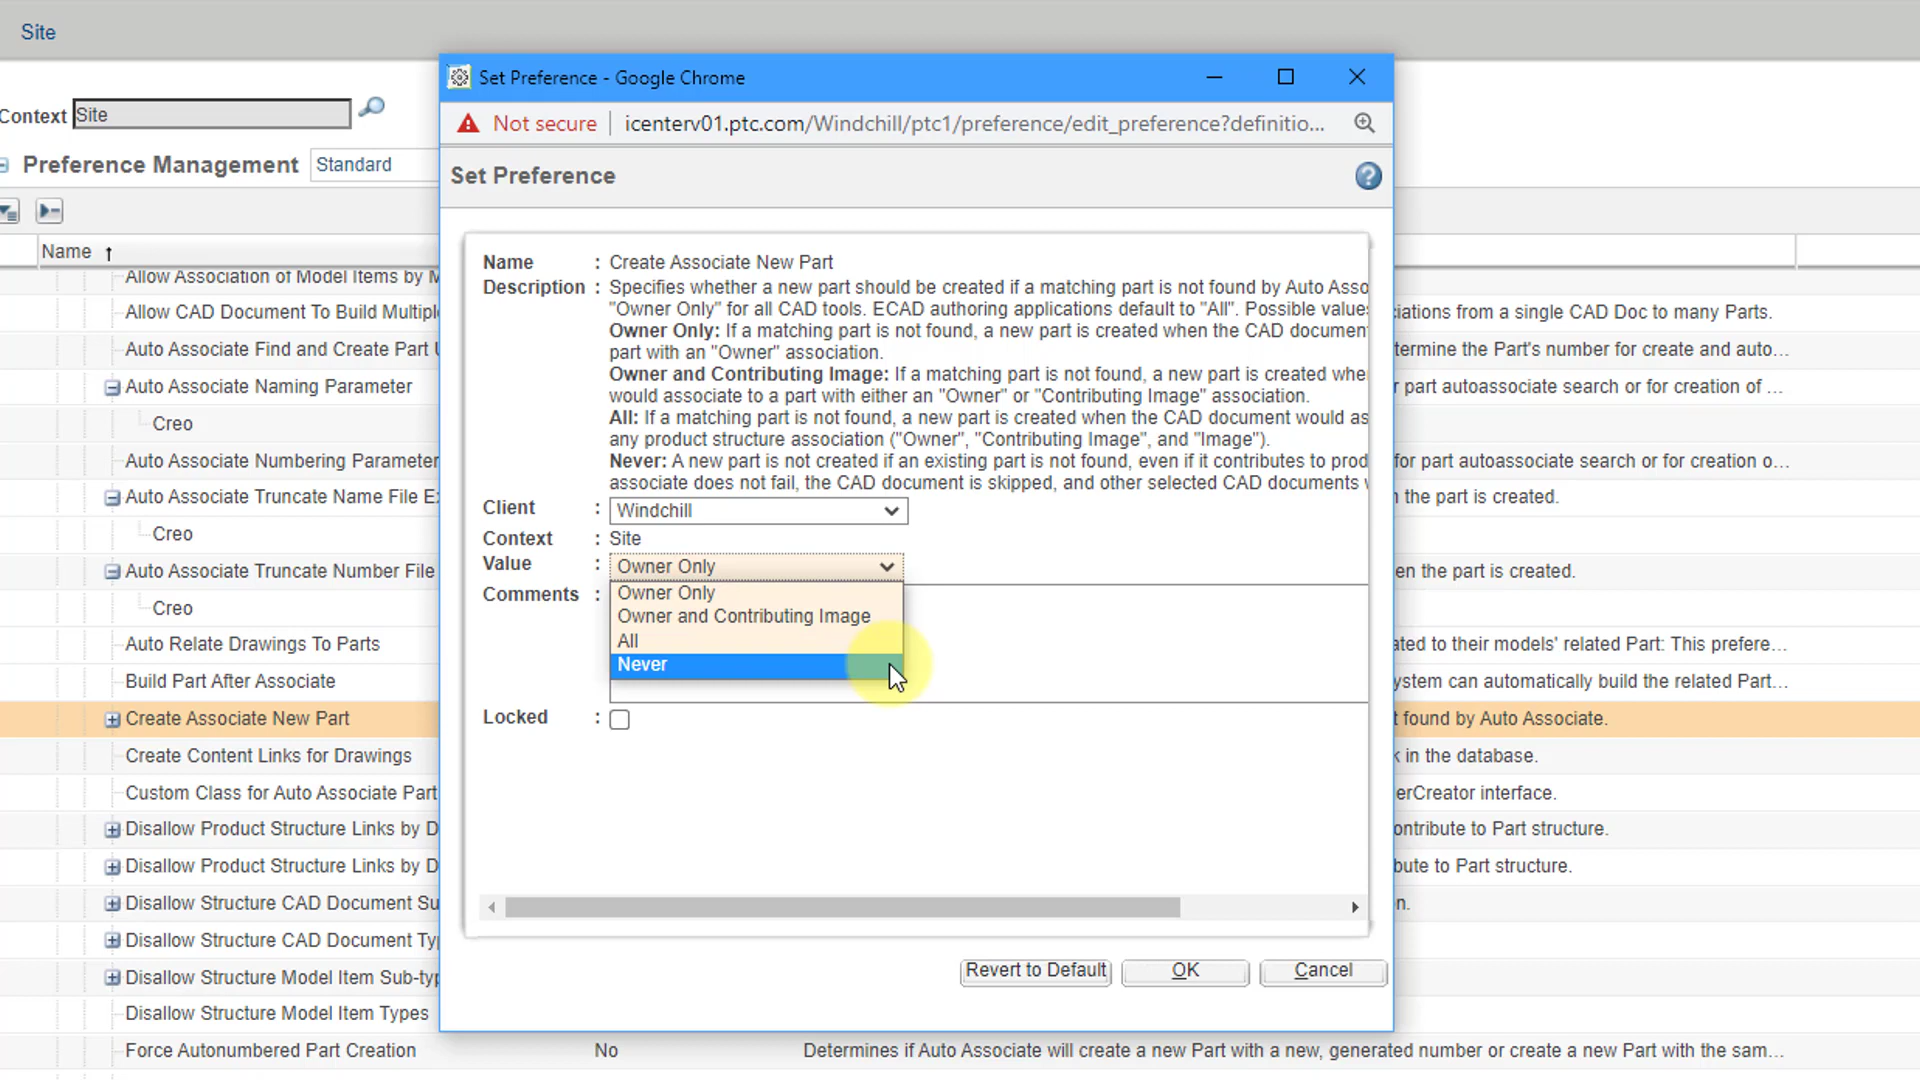 Site
Context Site
Preference Management Standard
Name ↑
Allow Association of Model Items by M
Allow CAD Document To Build Multiple
Auto Associate Find and Create Part U
Auto Associate Naming Parameter
Creo
Auto Associate Numbering Parameter
Auto Associate Truncate Name File E
Creo
Auto Associate Truncate Number File
Creo
Auto Relate Drawings To Parts
Build Part After Associate
Create Associate New Part
Create Content Links for Drawings
Custom Class for Auto Associate Part
Disallow Product Structure Links by D
Disallow Product Structure Links by D
Disallow Structure CAD Document Su
Disallow Structure CAD Document Ty
Disallow Structure Model Item Sub-typ
Disallow Structure Model Item Types
Force Autonumbered Part Creation No Determines if Auto Associate will create a new Part with a new, generated number or create a new Part with the sam...
Set Preference - Google Chrome
Not secure icenterv01.ptc.com/Windchill/ptc1/preference/edit_preference?definitio...
Set Preference
Name : Create Associate New Part
Description : Specifies whether a new part should be created if a matching part is not found by Auto Asso
"Owner Only" for all CAD tools. ECAD authoring applications default to "All". Possible values
Owner Only: If a matching part is not found, a new part is created when the CAD document
part with an "Owner" association.
Owner and Contributing Image: If a matching part is not found, a new part is created whe
would associate to a part with either an "Owner" or "Contributing Image" association.
All: If a matching part is not found, a new part is created when the CAD document would as
any product structure association ("Owner", "Contributing Image", and "Image").
Never: A new part is not created if an existing part is not found, even if it contributes to prod
associate does not fail, the CAD document is skipped, and other selected CAD documents
Client : Windchill
Context : Site
Value : Owner Only
Comments :
Owner Only
Owner and Contributing Image
All
Never
Locked :
Revert to Default OK Cancel
iations from a single CAD Doc to many Parts.
termine the Part's number for create and auto...
r part autoassociate search or for creation of ...
for part autoassociate search or for creation o...
n the part is created.
en the part is created.
ated to their models' related Part: This prefere...
ystem can automatically build the related Part...
t found by Auto Associate.
k in the database.
erCreator interface.
ontribute to Part structure.
bute to Part structure.
n.